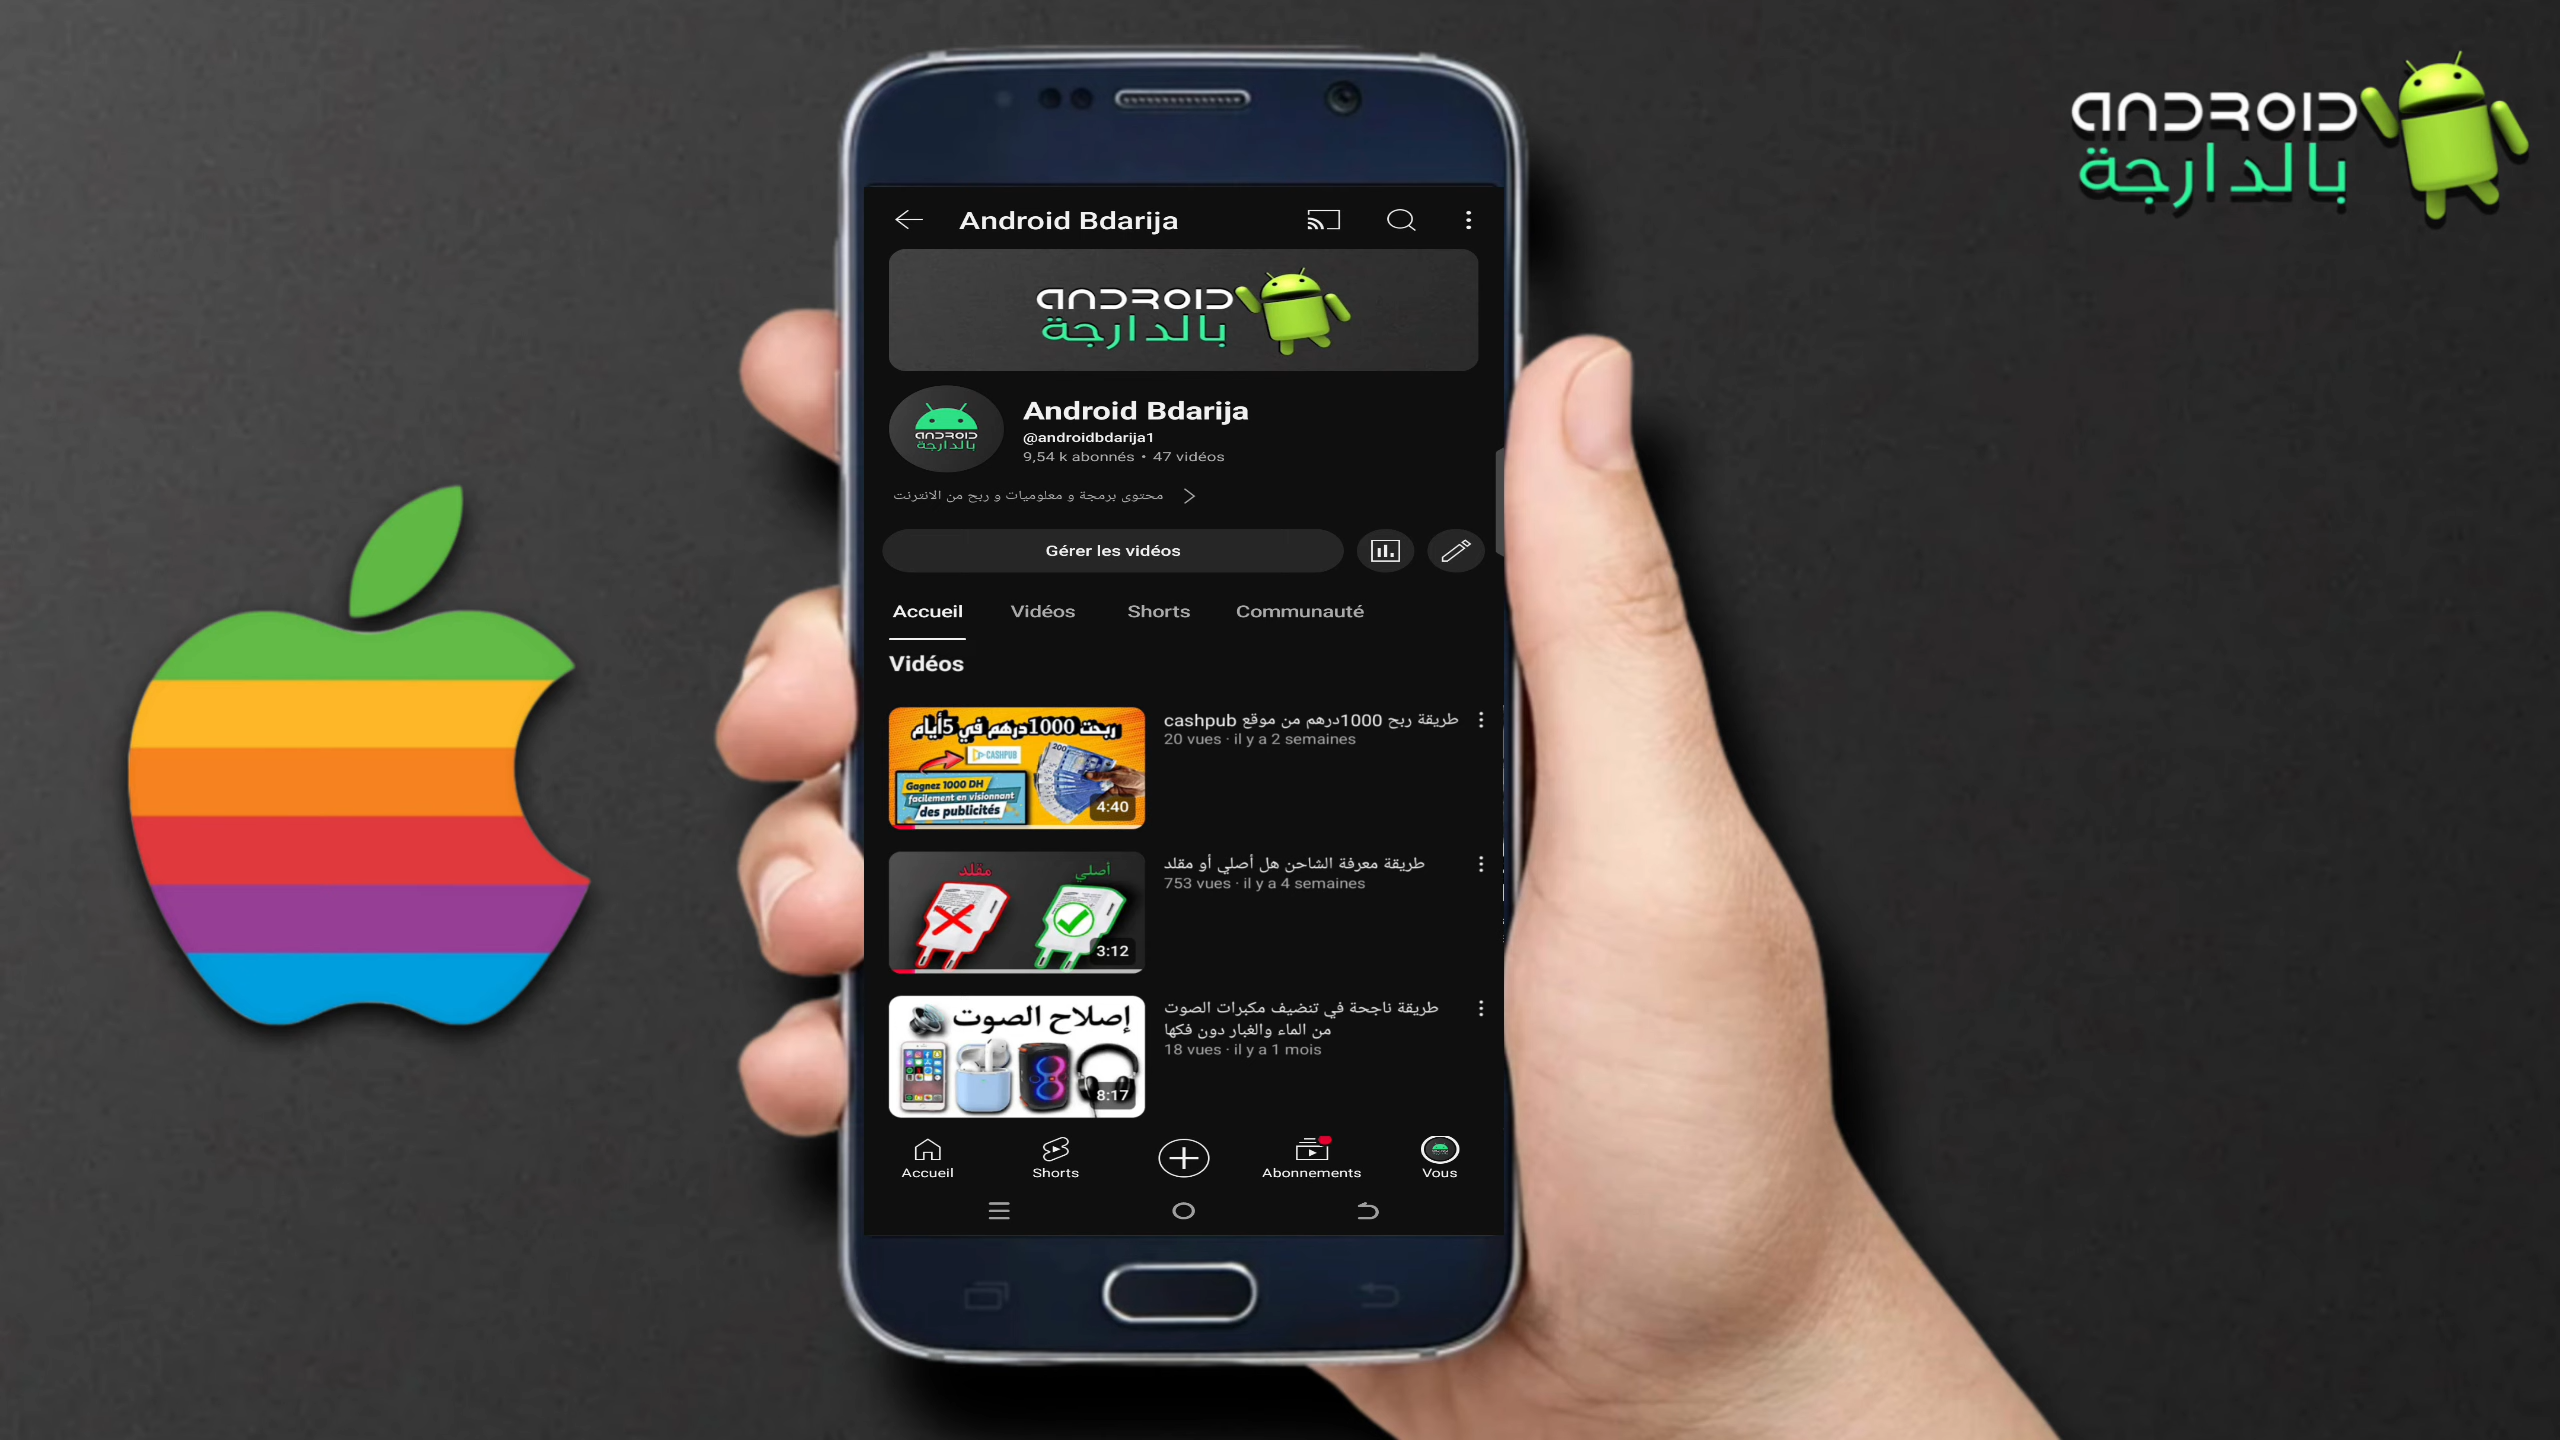 ANDROID
بالدارجة
Android Bdarija
ANDROID
بالدارجة
ANDROID
بالدارجة
Android Bdarija
@androidbdarija1
9,54 k abonnés • 47 vidéos
محتوى برمجة و معلوميات و ربح من الانترنت
Gérer les vidéos
Accueil Vidéos Shorts Communauté
Vidéos
ربحت 1000درهم في 5أيام
CASHPUB
200
Gagnez 1000 DH
facilement en visionnant
des publicités
4:40
طريقة ربح 1000درهم من موقع cashpub
20 vues · il y a 2 semaines
مقلد أصلي
3:12
طريقة معرفة الشاحن هل أصلي أو مقلد
753 vues · il y a 4 semaines
إصلاح الصوت
8:17
طريقة ناجحة في تنضيف مكبرات الصوت
من الماء والغبار دون فكها
18 vues · il y a 1 mois
Accueil Shorts Abonnements Vous